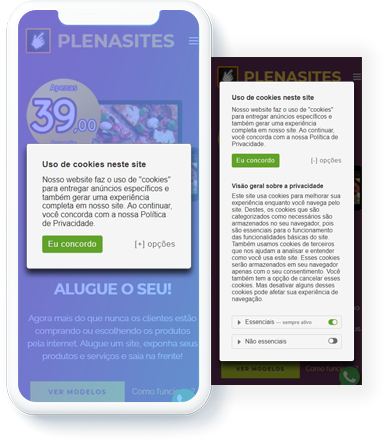 PLENASITES
Apenas
39,00
Uso de cookies neste site
Nosso website faz o uso de "cookies"
para entregar anúncios específicos e
também gerar uma experiência
completa em nosso site. Ao continuar,
você concorda com a nossa Política
de Privacidade.
Eu concordo
[+] opções
ALUGUE O SEU!
Agora mais do que nunca os clientes estão
comprando ou escolhendo os produtos
pela internet. Alugue um site, exponha seus
produtos e serviços e saia na frente!
VER MODELOS
Como funciona?
PLENASITES
Uso de cookies neste site
Nosso website faz o uso de "cookies"
para entregar anúncios específicos e
também gerar uma experiência
completa em nosso site. Ao continuar,
você concorda com a nossa Política de
Privacidade.
Eu concordo
[-] opções
Visão geral sobre a privacidade
Este site usa cookies para melhorar sua
experiência enquanto você navega pelo
site. Destes, os cookies que são
categorizados como necessários são
armazenados no seu navegador, pois
são essenciais para o funcionamento
das funcionalidades básicas do site.
Também usamos cookies de terceiros
que nos ajudam a analisar e entender
como você usa este site. Esses cookies
serão armazenados em seu navegador
apenas com o seu consentimento. Você
também tem a opção de cancelar esses
cookies. Mas desativar alguns desses
cookies pode afetar sua experiência de
navegação.
Essenciais — sempre ativo
Não essenciais
VER MODELOS
Como